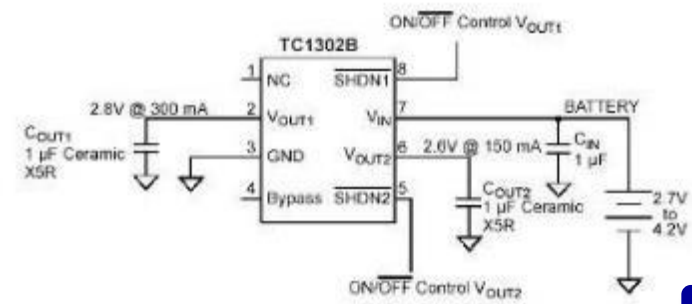 ON/OFF Control VOUT1
TC1302B
1 NC SHDN1 8
2.8V @ 300 mA 2 VOUT1 VIN 7 BATTERY
COUT1
1 µF Ceramic
X5R
3 GND VOUT2 6 2.6V @ 150 mA
CIN
1 µF
4 Bypass SHDN2 5
COUT2
1 µF Ceramic
X5R
2.7V
to
4.2V
ON/OFF Control VOUT2